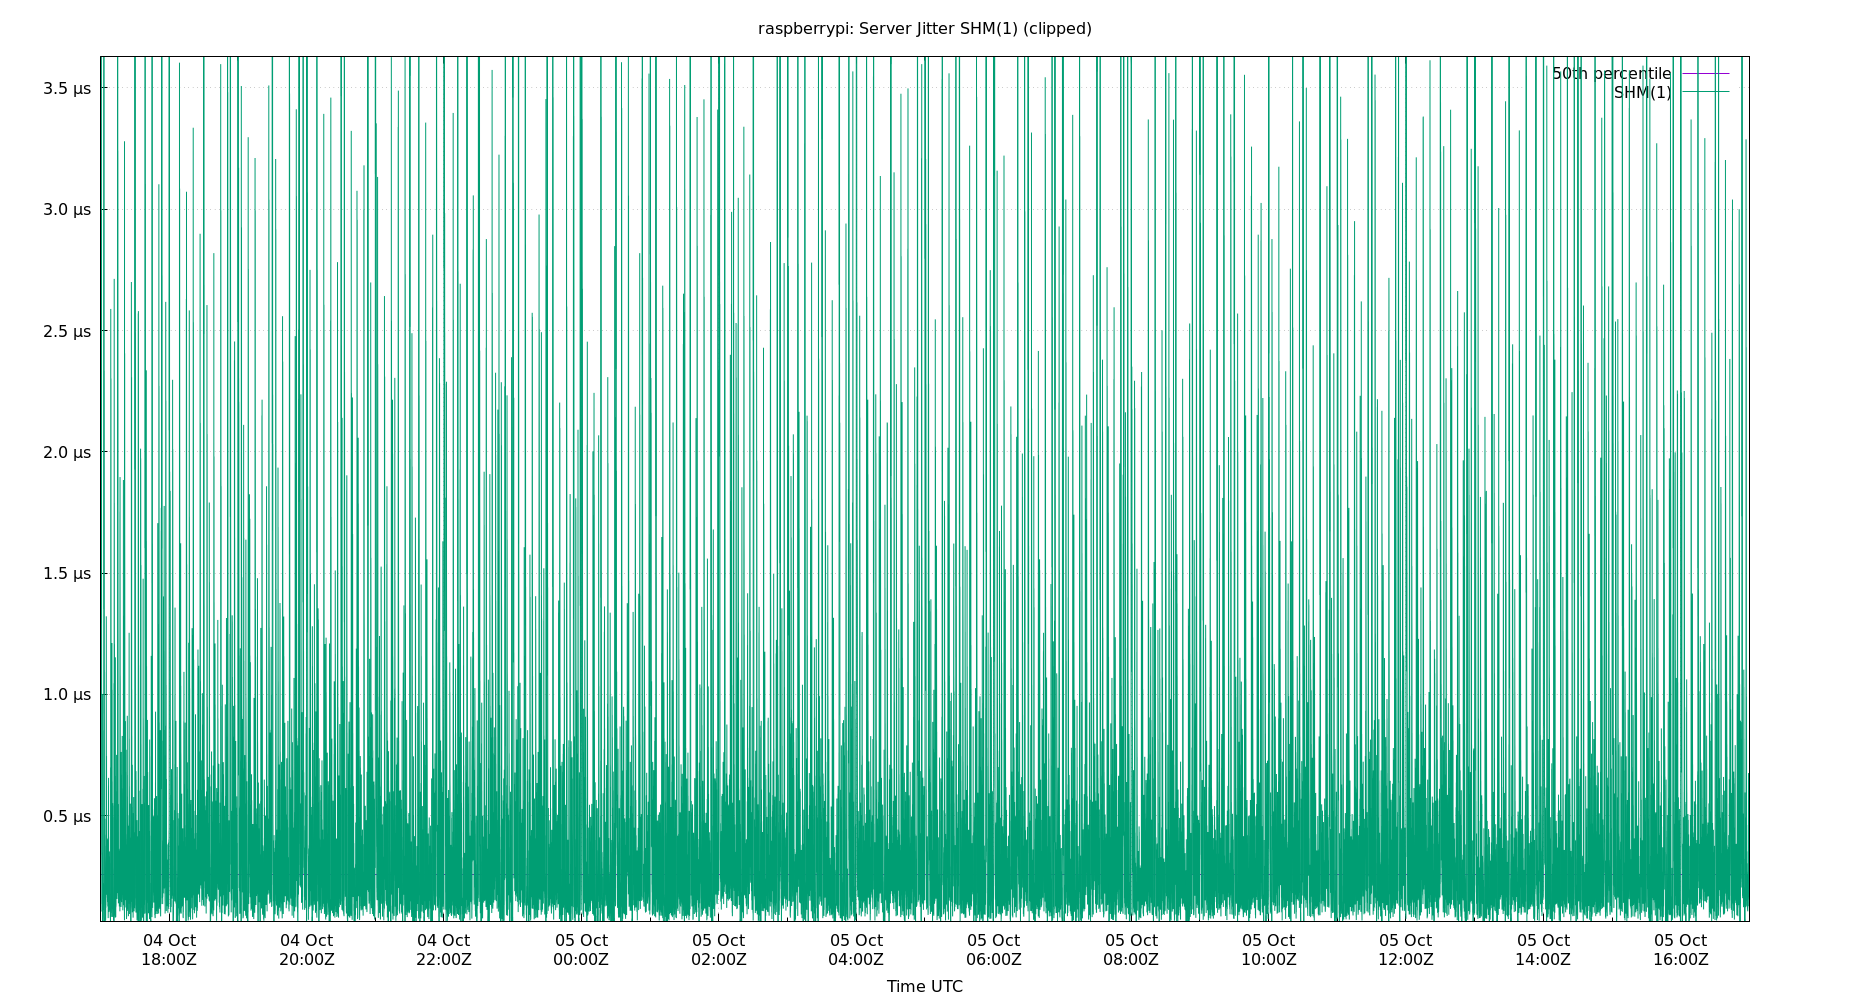 raspberrypi: Server Jitter SHM(1) (clipped)
50th percentile
SHM(1)
3.5 µs
3.0 µs
2.5 µs
2.0 µs
1.5 µs
1.0 µs
0.5 µs
04 Oct 04 Oct 04 Oct 05 Oct 05 Oct 05 Oct 05 Oct 05 Oct 05 Oct 05 Oct 05 Oct 05 Oct
18:00Z 20:00Z 22:00Z 00:00Z 02:00Z 04:00Z 06:00Z 08:00Z 10:00Z 12:00Z 14:00Z 16:00Z
Time UTC